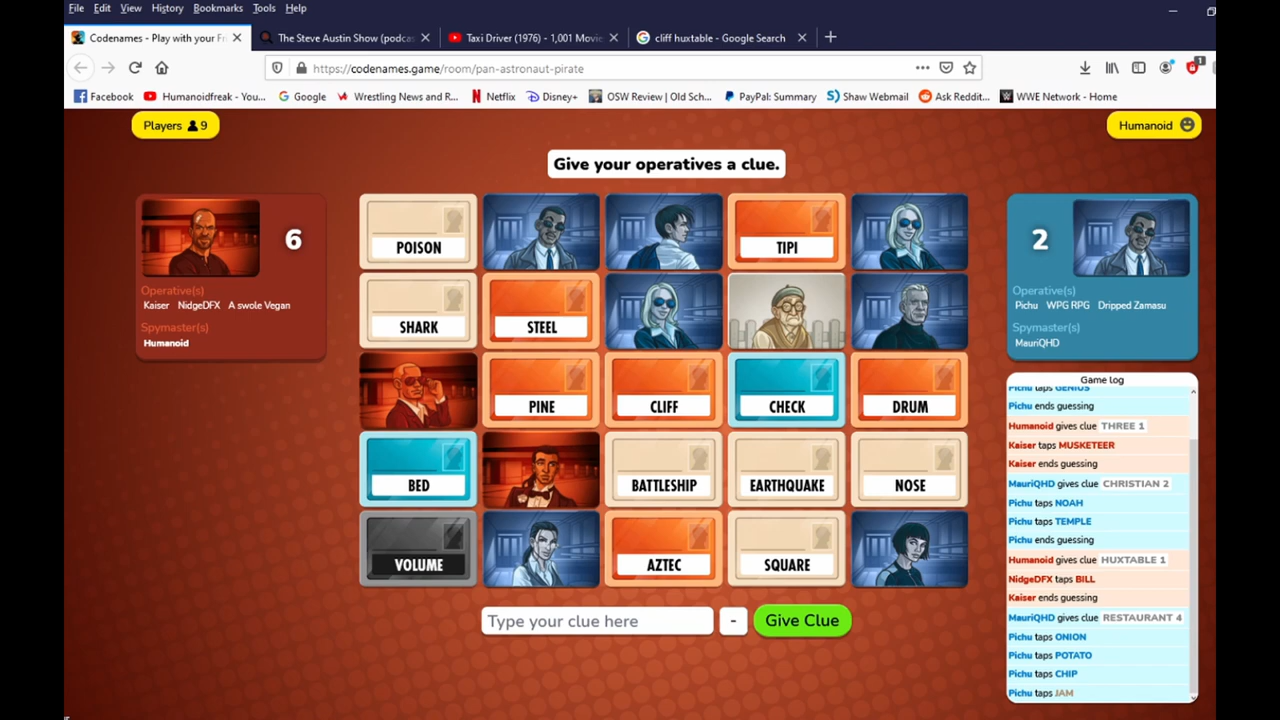 File Edit View History Bookmarks Tools Help
Codenames - Play with your Fri
The Steve Austin Show (podcas
Taxi Driver (1976) - 1,001 Movie
cliff huxtable - Google Search
https://codenames.game/room/pan-astronaut-pirate
Facebook Humanoidfreak - You... Google Wrestling News and R... Netflix Disney+ OSW Review | Old Sch... PayPal: Summary Shaw Webmail Ask Reddit... WWE Network - Home
1
Players 9
Humanoid
Give your operatives a clue.
6
Operative(s)
Kaiser NidgeDFX A swole Vegan
Spymaster(s)
Humanoid
POISON
TIPI
SHARK
STEEL
PINE
CLIFF
CHECK
DRUM
BED
BATTLESHIP
EARTHQUAKE
NOSE
VOLUME
AZTEC
SQUARE
Type your clue here
-
Give Clue
2
Operative(s)
Pichu WPG RPG Dripped Zamasu
Spymaster(s)
MauriQHD
Game log
Pichu taps GENIUS
Pichu ends guessing
Humanoid gives clue THREE 1
Kaiser taps MUSKETEER
Kaiser ends guessing
MauriQHD gives clue CHRISTIAN 2
Pichu taps NOAH
Pichu taps TEMPLE
Pichu ends guessing
Humanoid gives clue HUXTABLE 1
NidgeDFX taps BILL
Kaiser ends guessing
MauriQHD gives clue RESTAURANT 4
Pichu taps ONION
Pichu taps POTATO
Pichu taps CHIP
Pichu taps JAM